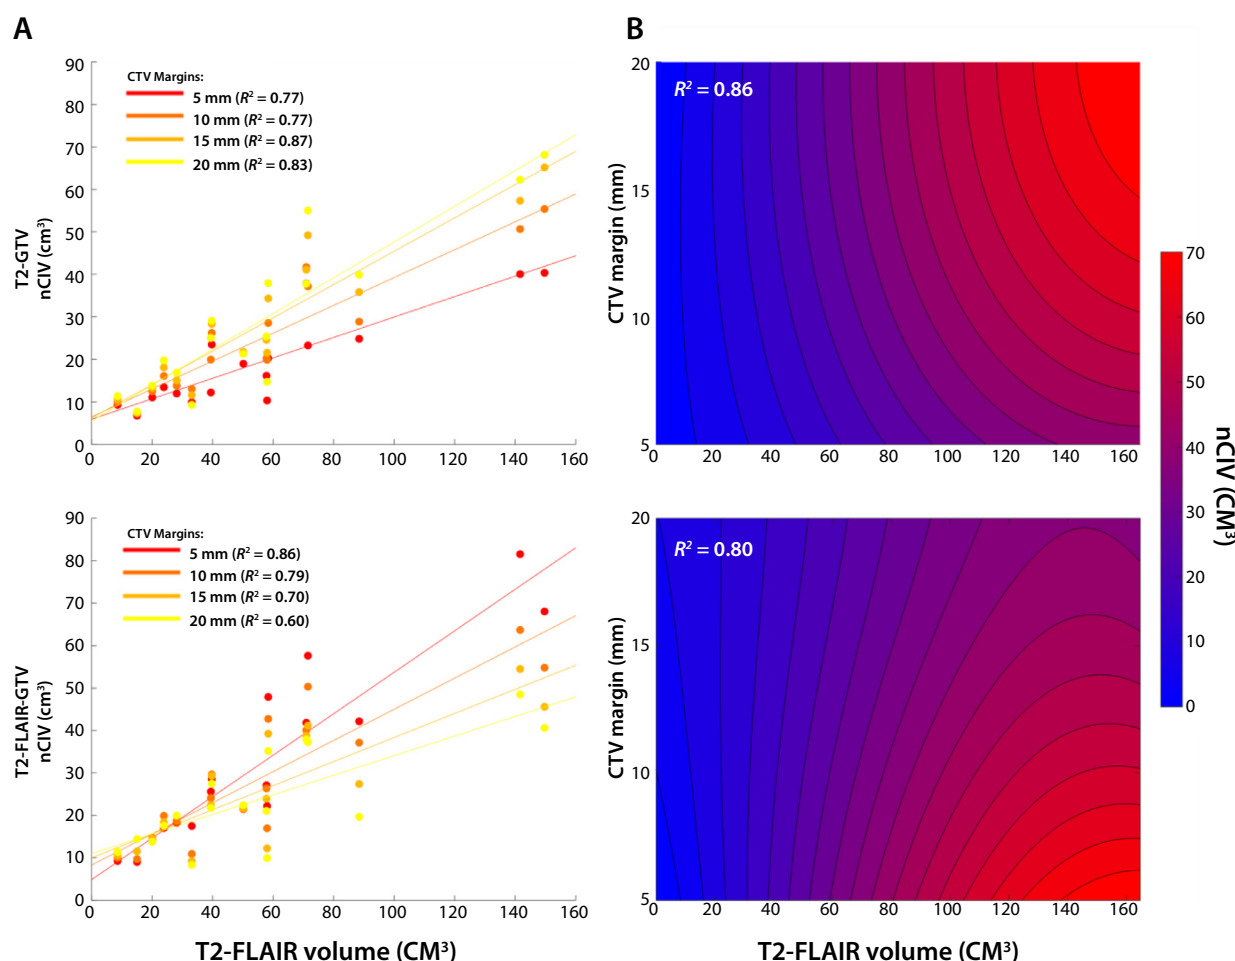 A
B
90
80
70
60
50
40
30
20
10
0
T2-GTV
nCIV (cm³)
CTV Margins:
5 mm (R² = 0.77)
10 mm (R² = 0.77)
15 mm (R² = 0.87)
20 mm (R² = 0.83)
0 20 40 60 80 100 120 140 160
20
15
10
5
CTV margin (mm)
R² = 0.86
0 20 40 60 80 100 120 140 160
90
80
70
60
50
40
30
20
10
0
T2-FLAIR-GTV
nCIV (cm³)
CTV Margins:
5 mm (R² = 0.86)
10 mm (R² = 0.79)
15 mm (R² = 0.70)
20 mm (R² = 0.60)
0 20 40 60 80 100 120 140 160
T2-FLAIR volume (CM³)
20
15
10
5
CTV margin (mm)
R² = 0.80
0 20 40 60 80 100 120 140 160
T2-FLAIR volume (CM³)
70
60
50
40
30
20
10
0
nCIV (CM³)